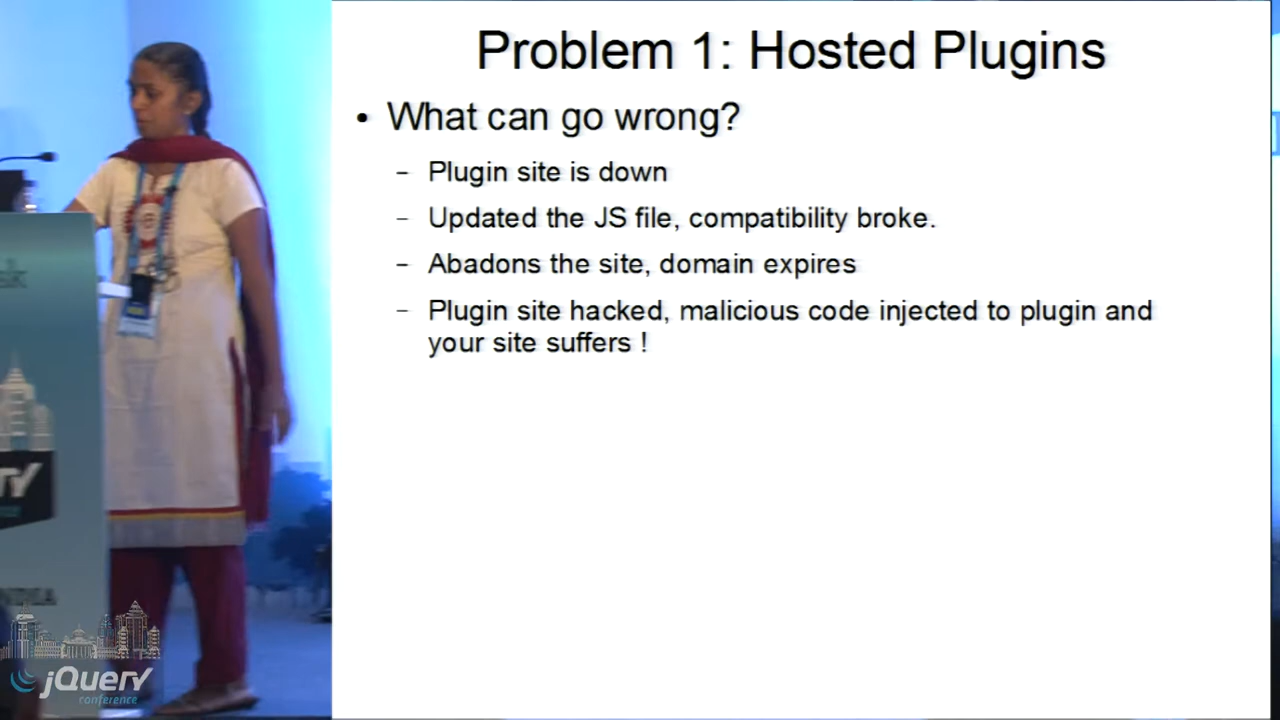 Problem 1: Hosted Plugins
• What can go wrong?
– Plugin site is down
– Updated the JS file, compatibility broke.
– Abadons the site, domain expires
– Plugin site hacked, malicious code injected to plugin and
your site suffers !
jQuery
conference